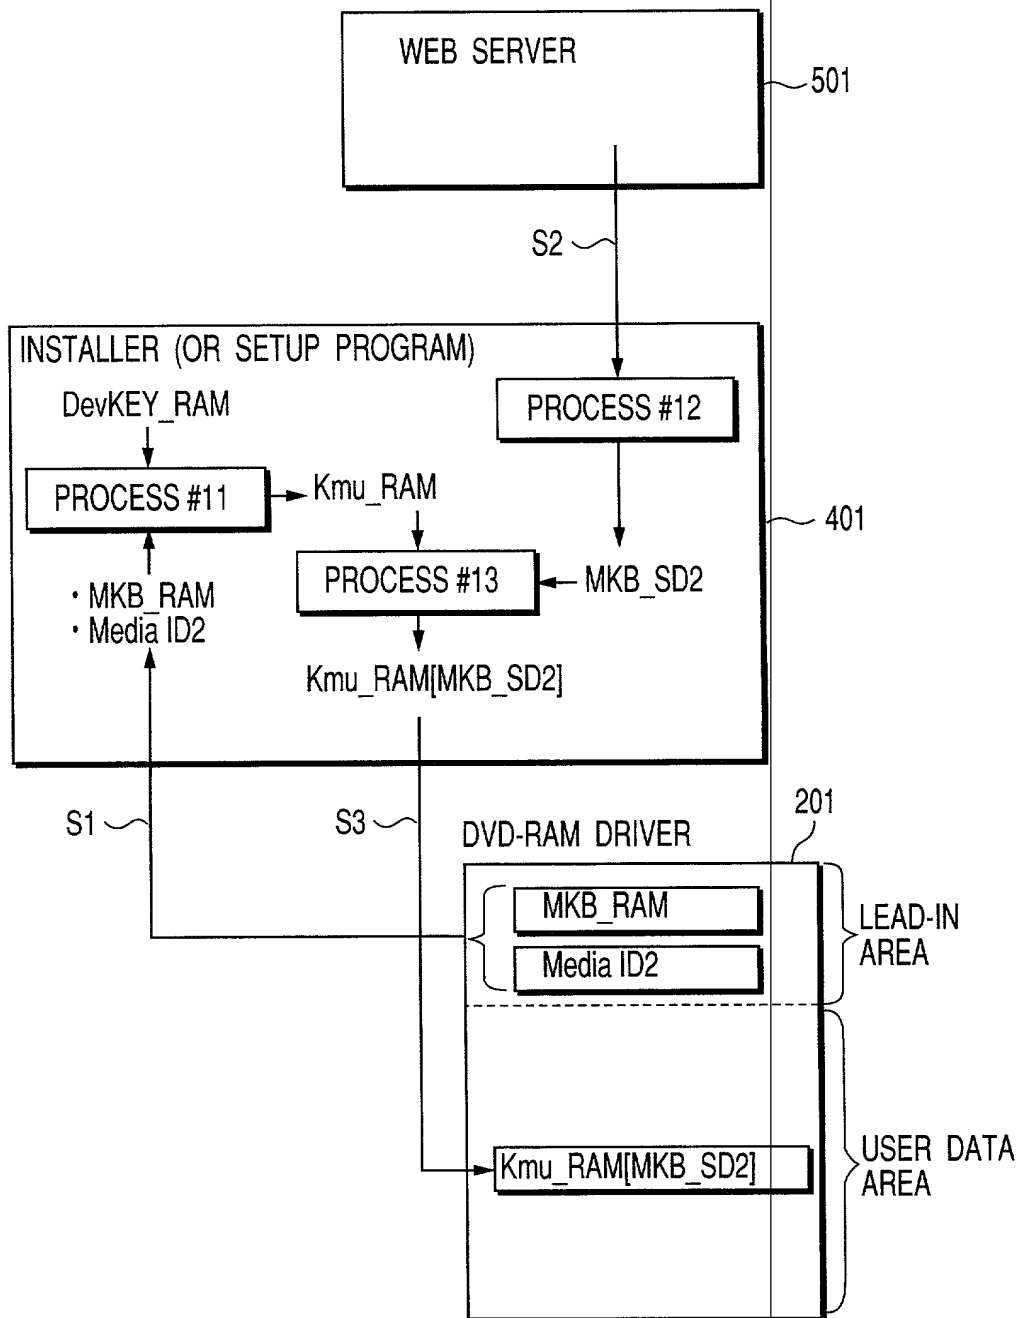 WEB SERVER
501
S2
INSTALLER (OR SETUP PROGRAM)
DevKEY_RAM
PROCESS #12
PROCESS #11
Kmu_RAM
401
PROCESS #13
MKB_SD2
・MKB_RAM
・Media ID2
Kmu_RAM[MKB_SD2]
S1
S3
201
DVD-RAM DRIVER
MKB_RAM
Media ID2
LEAD-IN
AREA
Kmu_RAM[MKB_SD2]
USER DATA
AREA